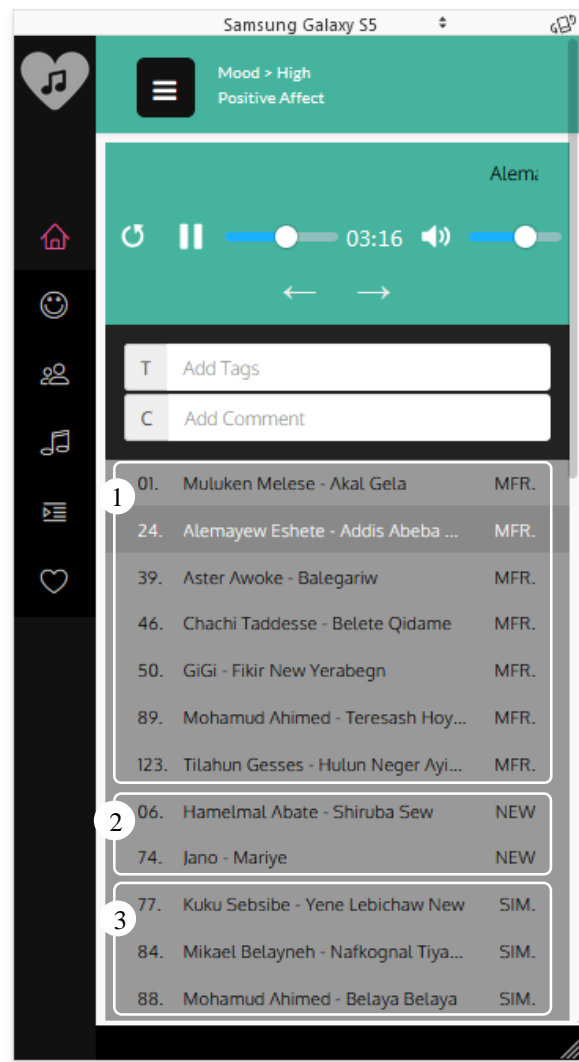 Samsung Galaxy S5
Mood > High
Positive Affect
Alema
03:16
T Add Tags
C Add Comment
1
01. Muluken Melese - Akal Gela MFR.
24. Alemayew Eshete - Addis Abeba ... MFR.
39. Aster Awoke - Balegariw MFR.
46. Chachi Taddesse - Belete Qidame MFR.
50. GiGi - Fikir New Yerabegn MFR.
89. Mohamud Ahimed - Teresash Hoy... MFR.
123. Tilahun Gesses - Hulun Neger Ayi... MFR.
2
06. Hamelmal Abate - Shiruba Sew NEW
74. Jano - Mariye NEW
3
77. Kuku Sebsibe - Yene Lebichaw New SIM.
84. Mikael Belayneh - Nafkognal Tiya... SIM.
88. Mohamud Ahimed - Belaya Belaya SIM.